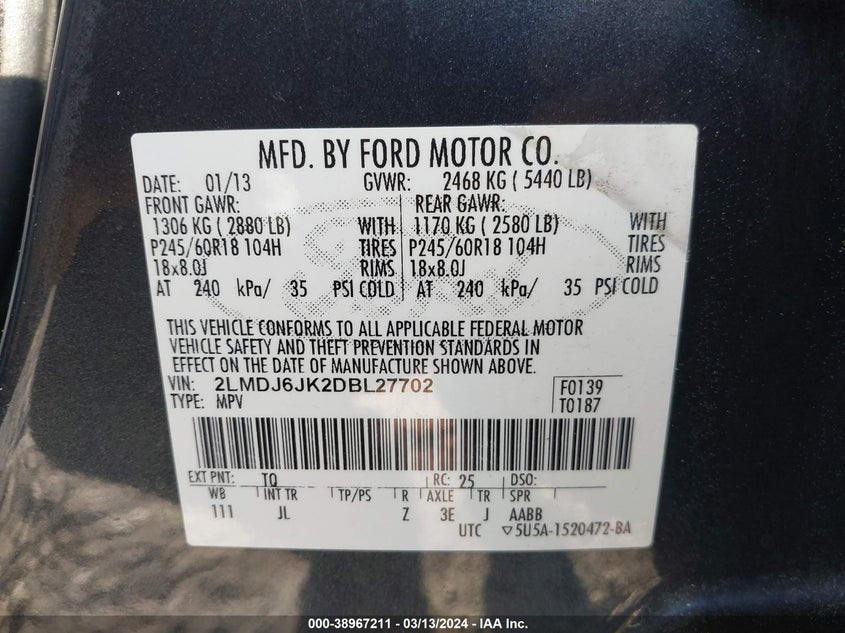 MFD. BY FORD MOTOR CO.
DATE: 01/13 GVWR: 2468 KG ( 5440 LB)
FRONT GAWR: REAR GAWR:
1306 KG ( 2880 LB) WITH 1170 KG ( 2580 LB) WITH
P245/60R18 104H TIRES P245/60R18 104H TIRES
18x8.0J RIMS 18x8.0J RIMS
AT 240 kPa/ 35 PSI COLD AT 240 kPa/ 35 PSI COLD
THIS VEHICLE CONFORMS TO ALL APPLICABLE FEDERAL MOTOR
VEHICLE SAFETY AND THEFT PREVENTION STANDARDS IN
EFFECT ON THE DATE OF MANUFACTURE SHOWN ABOVE.
VIN: 2LMDJ6JK2DBL27702 F0139
TYPE: MPV T0187
EXT PNT: TQ RC: 25 DSO:
WB INT TR TP/PS R AXLE TR SPR
111 JL Z 3E J AABB
UTC ▽5U5A-1520472-BA
000-38967211 - 03/13/2024 - IAA Inc.